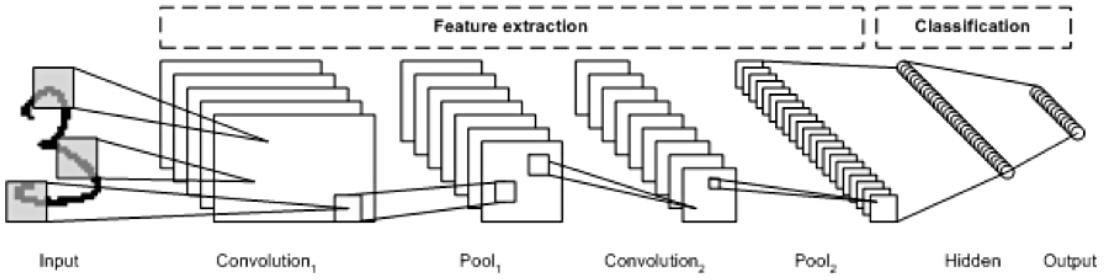 Feature extraction Classification
Input Convolution₁ Pool₁ Convolution₂ Pool₂ Hidden Output